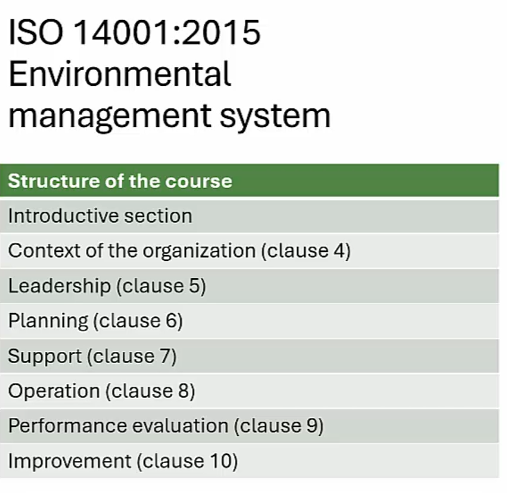 ISO 14001:2015
Environmental
management system
Structure of the course
Introductive section
Context of the organization (clause 4)
Leadership (clause 5)
Planning (clause 6)
Support (clause 7)
Operation (clause 8)
Performance evaluation (clause 9)
Improvement (clause 10)